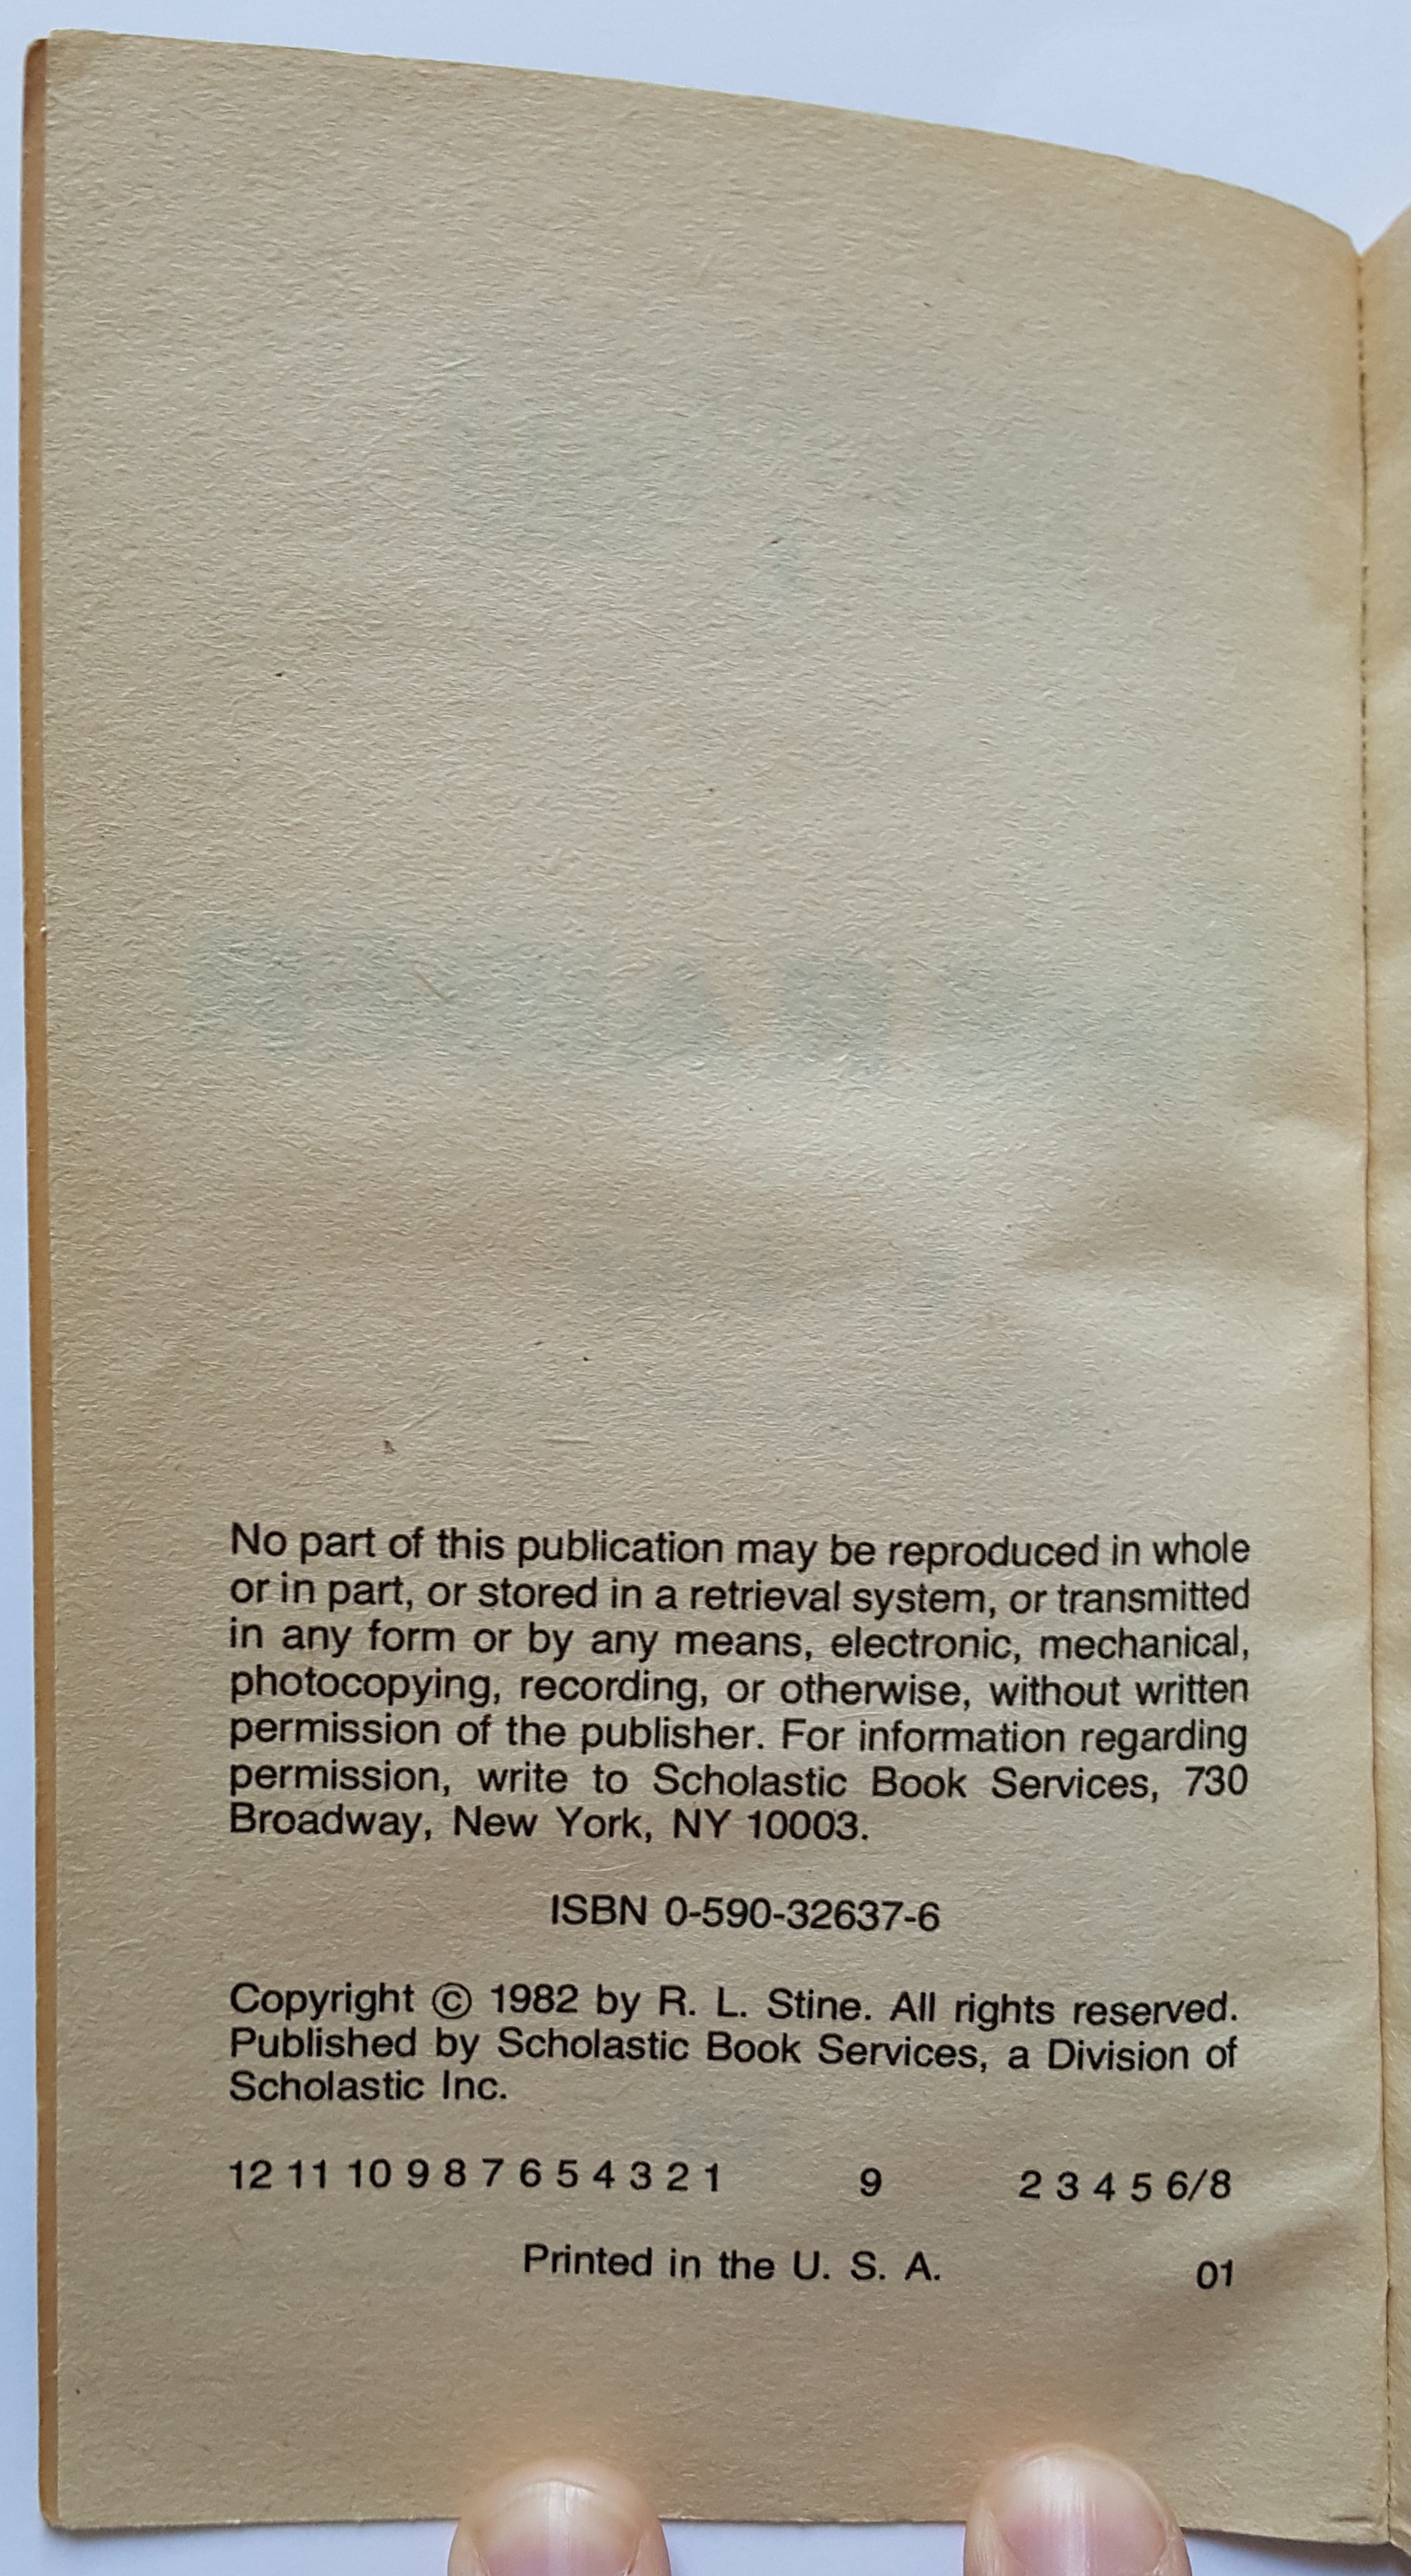 No part of this publication may be reproduced in whole
or in part, or stored in a retrieval system, or transmitted
in any form or by any means, electronic, mechanical,
photocopying, recording, or otherwise, without written
permission of the publisher. For information regarding
permission, write to Scholastic Book Services, 730
Broadway, New York, NY 10003.
ISBN 0-590-32637-6
Copyright © 1982 by R. L. Stine. All rights reserved.
Published by Scholastic Book Services, a Division of
Scholastic Inc.
12 11 10 9 8 7 6 5 4 3 2 1 9 2 3 4 5 6/8
Printed in the U. S. A. 01